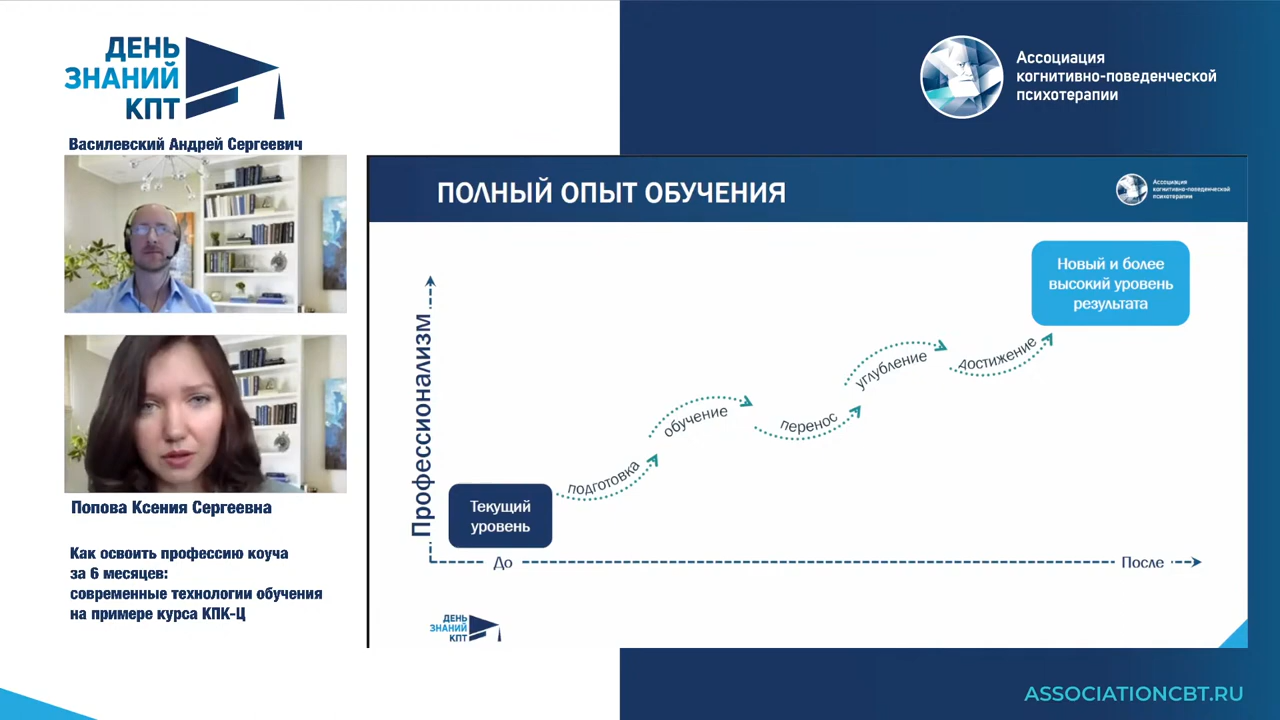 ДЕНЬ
ЗНАНИЙ
КПТ
Ассоциация
когнитивно-поведенческой
психотерапии
Василевский Андрей Сергеевич
Попова Ксения Сергеевна
Как освоить профессию коуча
за 6 месяцев:
современные технологии обучения
на примере курса КПК-Ц
ПОЛНЫЙ ОПЫТ ОБУЧЕНИЯ
Ассоциация
когнитивно-поведенческой
психотерапии
Профессионализм
Новый и более
высокий уровень
результата
достижение
углубление
перенос
обучение
подготовка
Текущий
уровень
До
После
ДЕНЬ
ЗНАНИЙ
КПТ
ASSOCIATIONCBT.RU